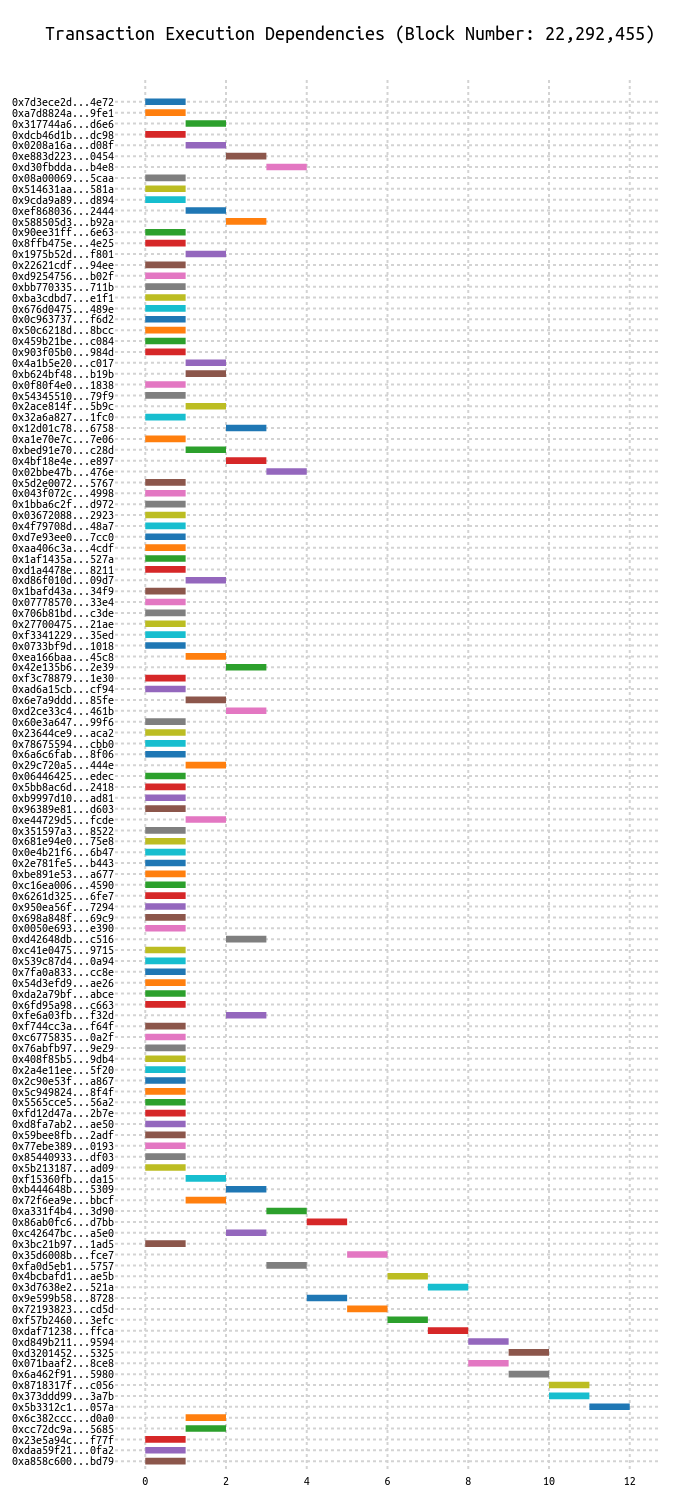 Transaction Execution Dependencies (Block Number: 22,292,455)
0x7d3ece2d...4e72
0xa7d8824a...9fe1
0x317744a6...d6e6
0xdcb46d1b...dc98
0x0208a16a...d08f
0xe883d223...0454
0xd30fbdda...b4e8
0x08a00069...5caa
0x514631aa...581a
0x9cda9a89...d894
0xef868036...2444
0x588505d3...b92a
0x90ee31ff...6e63
0x8ffb475e...4e25
0x1975b52d...f801
0x22621cdf...94ee
0xd9254756...b02f
0xbb770335...711b
0xba3cdbd7...e1f1
0x676d0475...489e
0x0c963737...f6d2
0x50c6218d...8bcc
0x459b21be...c084
0x903f05b0...984d
0x4a1b5e20...c017
0xb624bf48...b19b
0x0f80f4e0...1838
0x54345510...79f9
0x2ace814f...5b9c
0x32a6a827...1fc0
0x12d01c78...6758
0xa1e70e7c...7e06
0xbed91e70...c28d
0x4bf18e4e...e897
0x02bbe47b...476e
0x5d2e0072...5767
0x043f072c...4998
0x1bba6c2f...d972
0x03672088...2923
0x4f79708d...48a7
0xd7e93ee0...7cc0
0xaa406c3a...4cdf
0x1af1435a...527a
0xd1a4478e...8211
0xd86f010d...09d7
0x1bafd43a...34f9
0x07778570...33e4
0x706b81bd...c3de
0x27700475...21ae
0xf3341229...35ed
0x0733bf9d...1018
0xea166baa...45c8
0x42e135b6...2e39
0xf3c78879...1e30
0xad6a15cb...cf94
0x6e7a9ddd...85fe
0xd2ce33c4...461b
0x60e3a647...99f6
0x23644ce9...aca2
0x78675594...cbb0
0x6a6c6fab...8f06
0x29c720a5...444e
0x06446425...edec
0x5bb8ac6d...2418
0xb9997d10...ad81
0x96389e81...d603
0xe44729d5...fcde
0x351597a3...8522
0x681e94e0...75e8
0x0e4b21f6...6b47
0x2e781fe5...b443
0xbe891e53...a677
0xc16ea006...4590
0x6261d325...6fe7
0x950ea56f...7294
0x698a848f...69c9
0x0050e693...e390
0xd42648db...c516
0xc41e0475...9715
0x539c87d4...0a94
0x7fa0a833...cc8e
0x54d3efd9...ae26
0xda2a79bf...abce
0x6fd95a98...c663
0xfe6a03fb...f32d
0xf744cc3a...f64f
0xc6775835...0a2f
0x76abfb97...9e29
0x408f85b5...9db4
0x2a4e11ee...5f20
0x2c90e53f...a867
0x5c949824...8f4f
0x5565cce5...56a2
0xfd12d47a...2b7e
0xd8fa7ab2...ae50
0x59bee8fb...2adf
0x77ebe389...0193
0x85440933...df03
0x5b213187...ad09
0xf15360fb...da15
0xb444648b...5309
0x72f6ea9e...bbcf
0xa331f4b4...3d90
0x86ab0fc6...d7bb
0xc42647bc...a5e0
0x3bc21b97...1ad5
0x35d6008b...fce7
0xfa0d5eb1...5757
0x4bcbafd1...ae5b
0x3d7638e2...521a
0x9e599b58...8728
0x72193823...cd5d
0xf57b2460...3efc
0xdaf71238...ffca
0xd849b211...9594
0xd3201452...5325
0x071baaf2...8ce8
0x6a462f91...5980
0x8718317f...c056
0x373ddd99...3a7b
0x5b3312c1...057a
0x6c382ccc...d0a0
0xcc72dc9a...5685
0x23e5a94c...f77f
0xdaa59f21...0fa2
0xa858c600...bd79
0 2 4 6 8 10 12